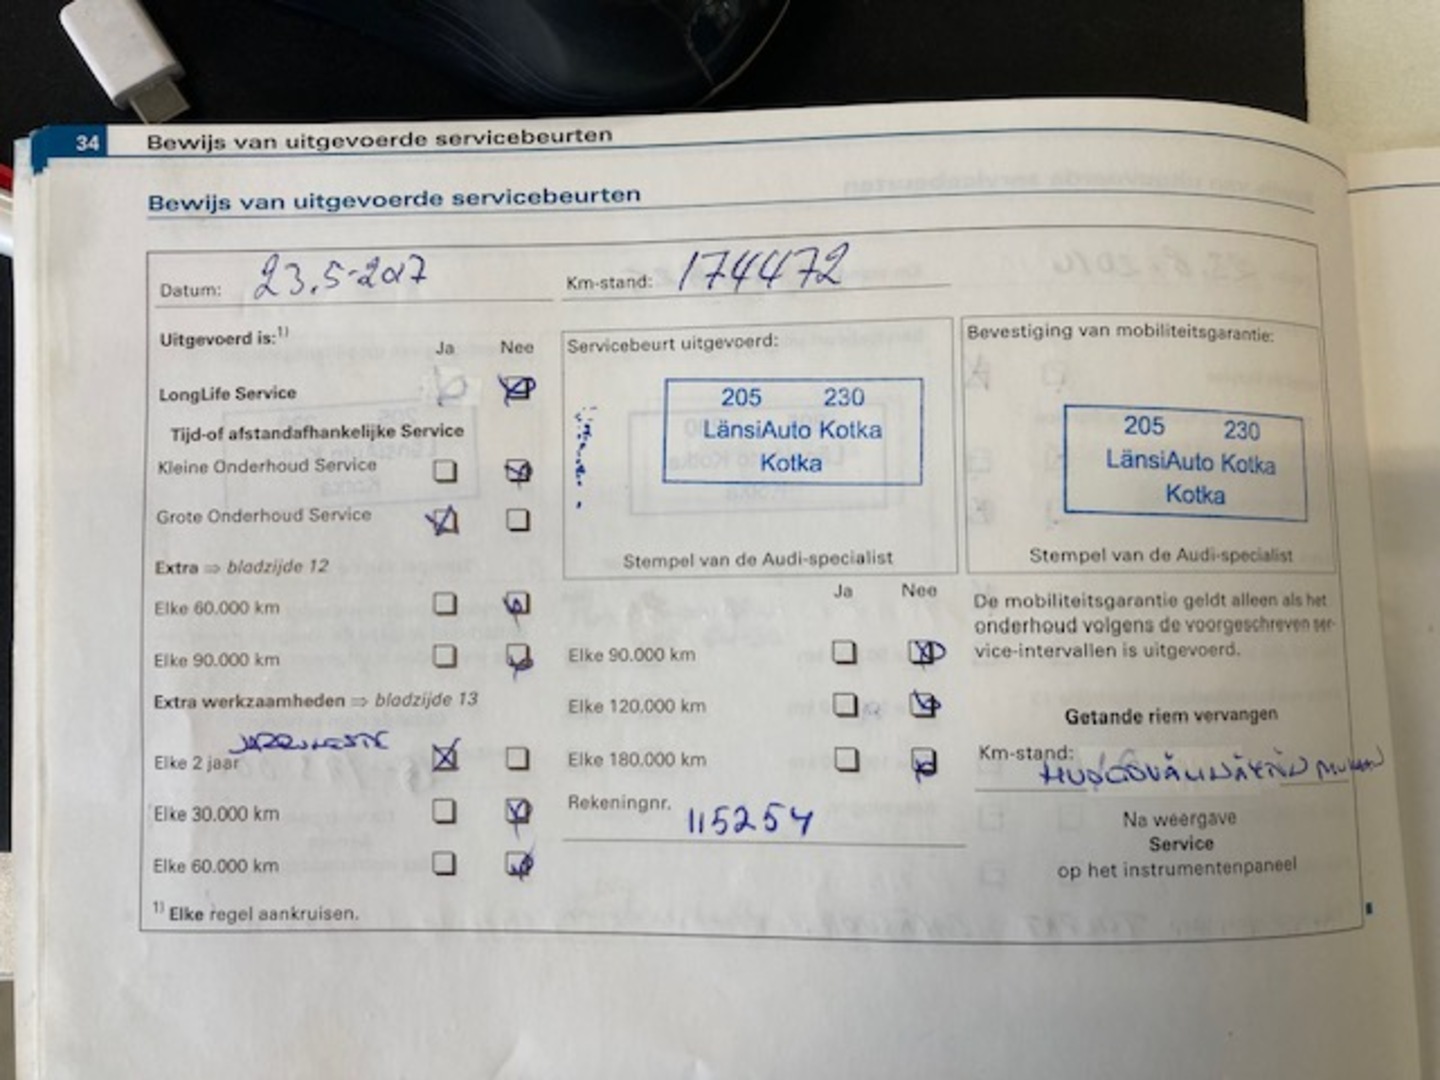 34 Bewijs van uitgevoerde servicebeurten
Bewijs van uitgevoerde servicebeurten
Datum: 23.5-2017 Km-stand: 174472
Uitgevoerd is:1)
Ja Nee
LongLife Service
Tijd-of afstandafhankelijke Service
Kleine Onderhoud Service
Grote Onderhoud Service
Extra ⇒ bladzijde 12
Elke 60.000 km
Elke 90.000 km
Extra werkzaamheden ⇒ bladzijde 13
JARRUNESTE
Elke 2 jaar
Elke 30.000 km
Elke 60.000 km
1) Elke regel aankruisen.
Servicebeurt uitgevoerd:
205 230
LänsiAuto Kotka
Kotka
Stempel van de Audi-specialist
Ja Nee
Elke 90.000 km
Elke 120.000 km
Elke 180.000 km
Rekeningnr. 115254
Bevestiging van mobiliteitsgarantie:
205 230
LänsiAuto Kotka
Kotka
Stempel van de Audi-specialist
De mobiliteitsgarantie geldt alleen als het
onderhoud volgens de voorgeschreven ser-
vice-intervallen is uitgevoerd.
Getande riem vervangen
Km-stand: HUOLTOVÄLINÄYTÖN MUKAAN
Na weergave
Service
op het instrumentenpaneel